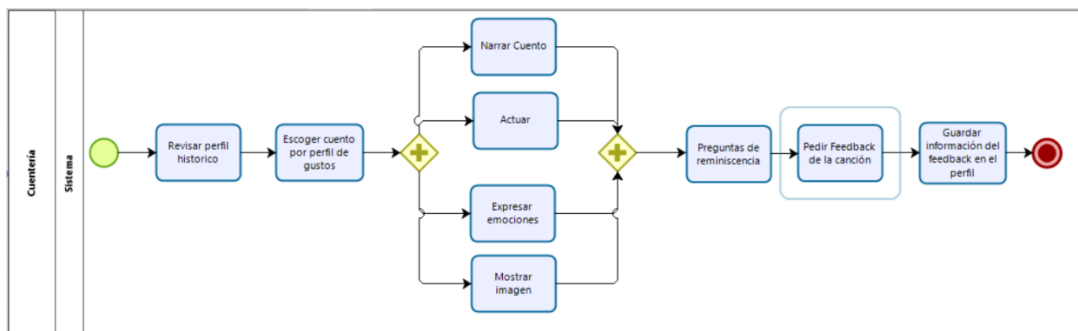 Cuentería
Sistema
Revisar perfil
historico
Escoger cuento
por perfil de
gustos
Narrar Cuento
Actuar
Expresar
emociones
Mostrar
imagen
Preguntas de
reminiscencia
Pedir Feedback
de la canción
Guardar
información del
feedback en el
perfil